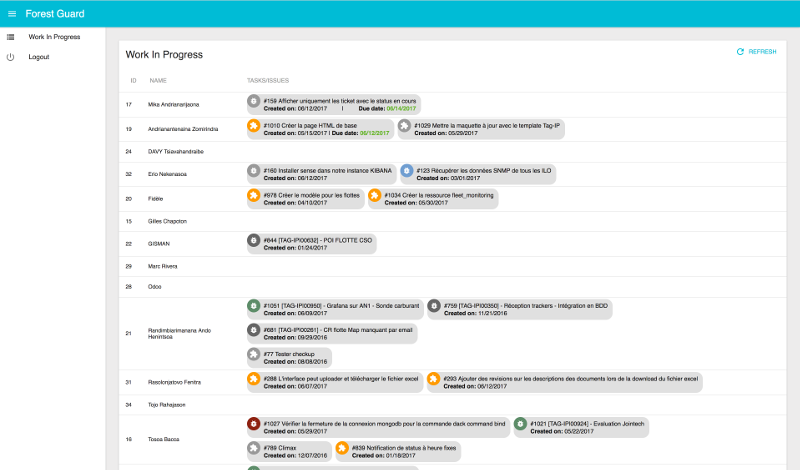 Forest Guard
Work In Progress
Logout
Work In Progress
REFRESH
ID NAME TASKS/ISSUES
17 Mika Andrianarijaona
#159 Afficher uniquement les ticket avec le status en cours
Created on: 06/12/2017 | Due date: 06/14/2017
19 Andrianantenaina Zomirindra
#1010 Créer la page HTML de base
Created on: 05/15/2017 | Due date: 06/13/2017
#1029 Mettre la maquette à jour avec le template Tag-IP
Created on: 05/29/2017
24 DAVY Tsiavahandraibe
32 Erio Nekenasoa
#160 Installer sense dans notre instance KIBANA
Created on: 06/12/2017
#123 Récupérer les données SNMP de tous les ILO
Created on: 03/01/2017
20 Fidèle
#978 Créer le modèle pour les flottes
Created on: 04/10/2017
#1034 Créer la ressource fleet_monitoring
Created on: 05/30/2017
15 Gilles Chapoton
22 GISMAN
#844 [TAG-IPI00632] - POI FLOTTE CSO
Created on: 01/24/2017
29 Marc Rivera
28 Odoo
21 Randimbiarimanana Ando
Henintsoa
#1051 [TAG-IPI00950] - Grafana sur AN1 - Sonde carburant
Created on: 06/09/2017
#759 [TAG-IPI00350] - Réception trackers - Intégration en BDD
Created on: 11/21/2016
#681 [TAG-IPI00281] - CR flotte Map manquant par email
Created on: 09/29/2016
#77 Tester checkup
Created on: 08/08/2016
31 Rasolonjatovo Fenitra
#288 L'interface peut uploader et télécharger le fichier excel
Created on: 06/07/2017
#293 Ajouter des revisions sur les descriptions des documents lors de la download du fichier excel
Created on: 06/12/2017
34 Tojo Rahajason
16 Tosoa Bacca
#1027 Vérifier la fermeture de la connexion mongodb pour la commande dack command bind
Created on: 05/29/2017
#1021 [TAG-IPI00924] - Evaluation Jointech
Created on: 05/22/2017
#789 Climax
Created on: 12/07/2016
#839 Notification de status à heure fixes
Created on: 01/18/2017